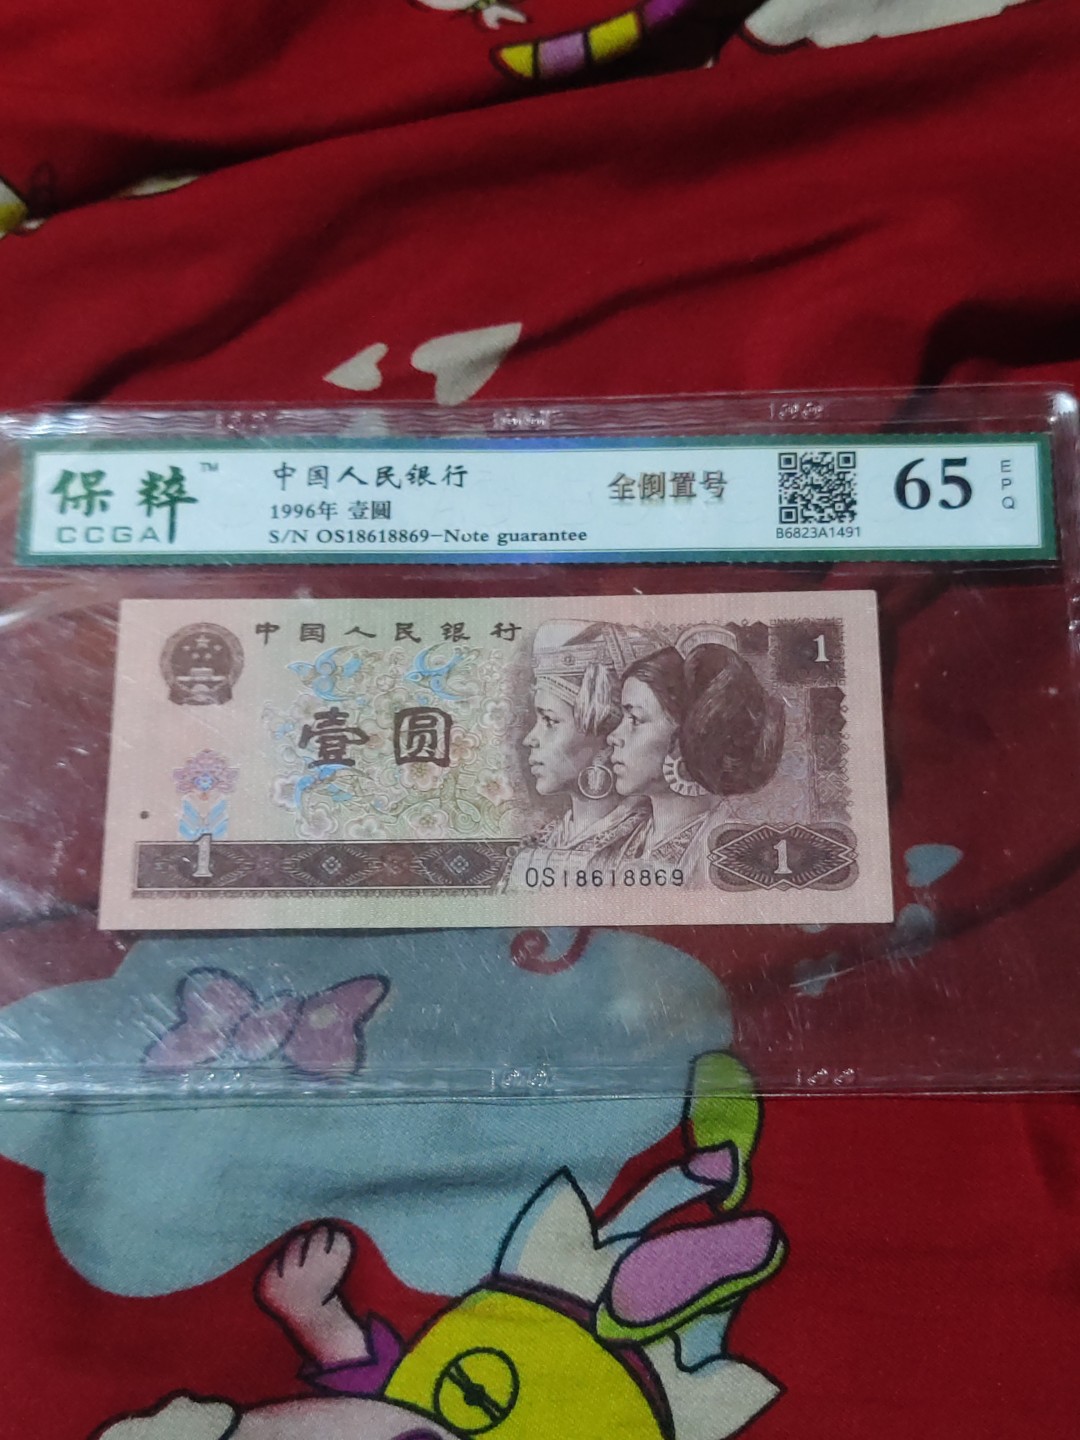 保粹™
CCGA
中国人民银行
1996年 壹圆
S/N OS18618869-Note guarantee
全倒置号
B6823A1491
65
EPQ
中国人民银行
壹圆
1
1
1
OS18618869